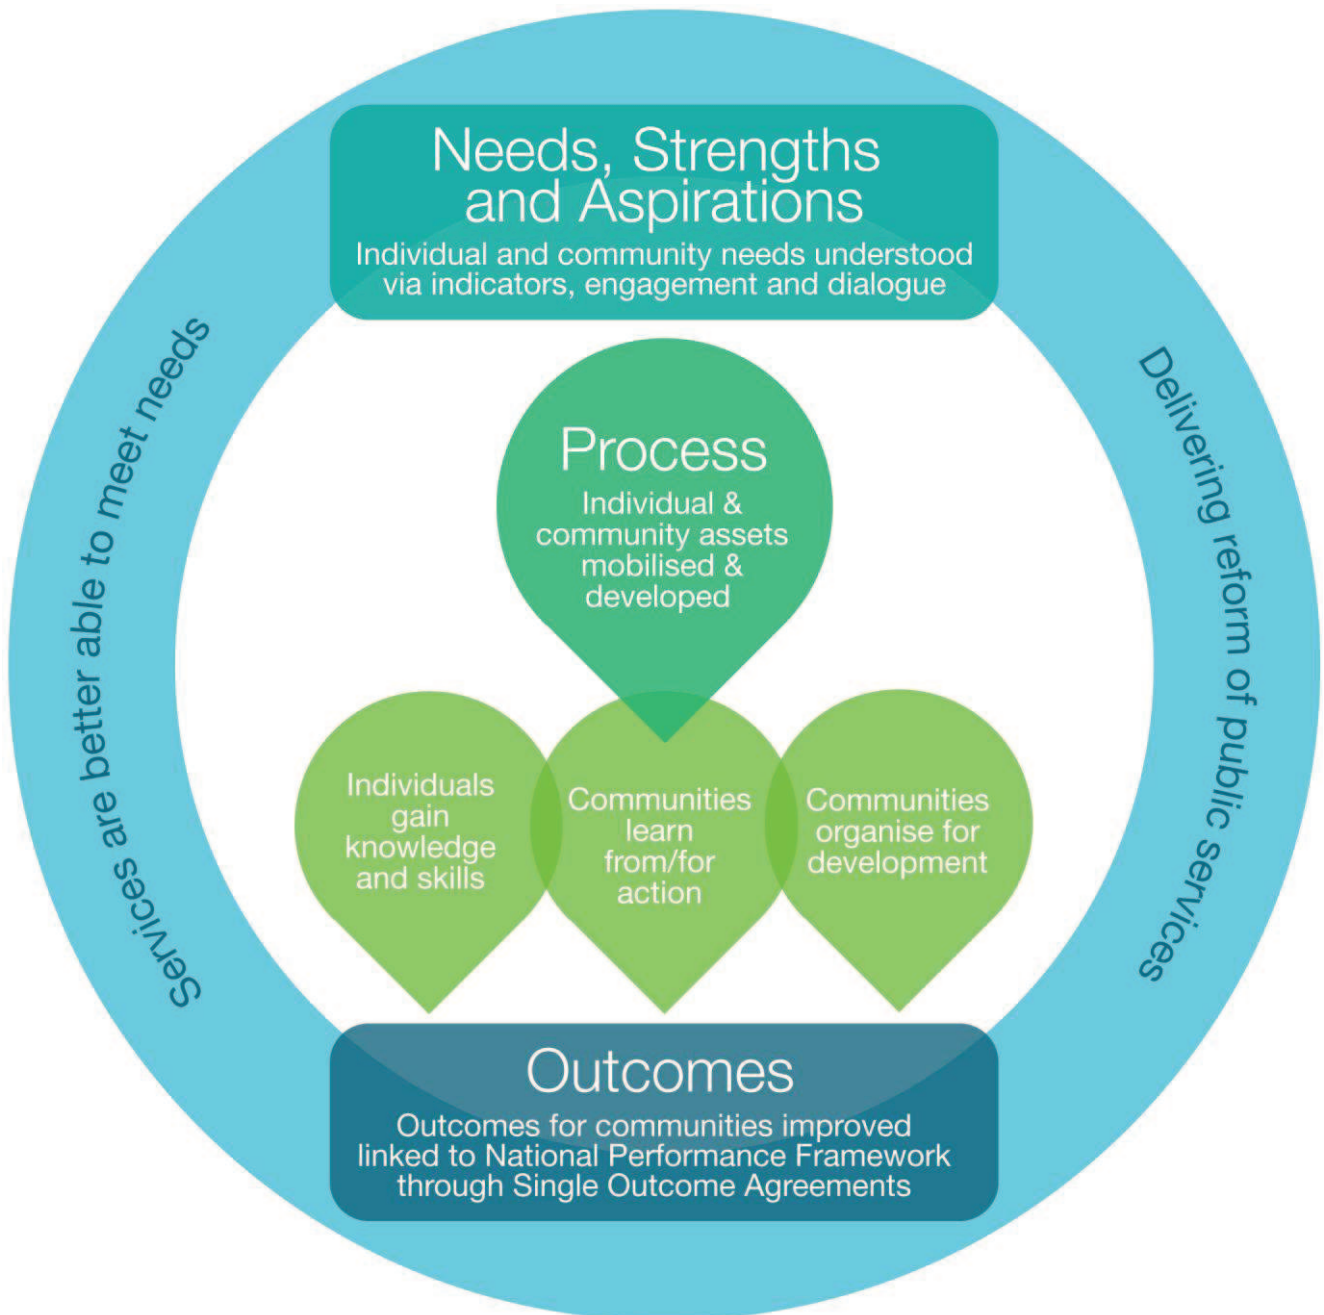 Needs, Strengths
and Aspirations
Individual and community needs understood
via indicators, engagement and dialogue
Services are better able to meet needs
Delivering reform of public services
Process
Individual &
community assets
mobilised &
developed
Individuals
gain
knowledge
and skills
Communities
learn
from/for
action
Communities
organise for
development
Outcomes
Outcomes for communities improved
linked to National Performance Framework
through Single Outcome Agreements